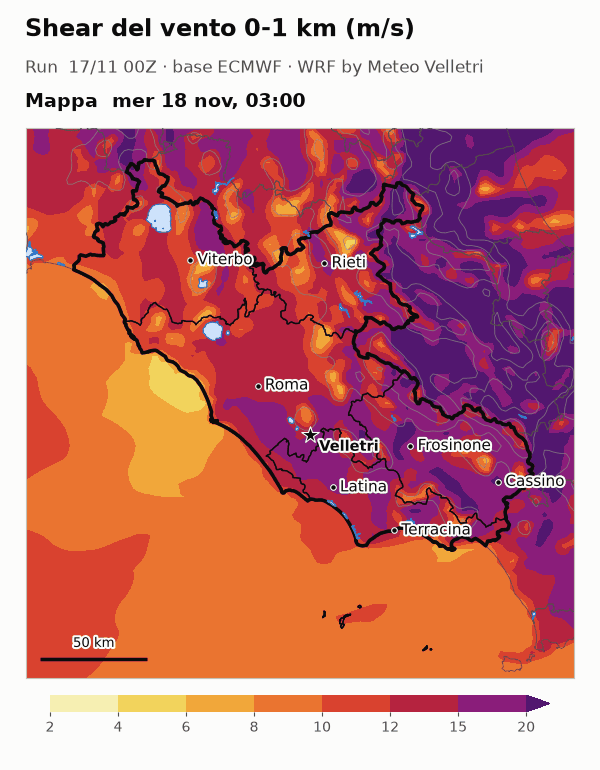 Shear del vento 0-1 km (m/s)
Run  17/11 00Z · base ECMWF · WRF by Meteo Velletri
Mappa  mer 18 nov, 03:00
Viterbo
Rieti
Roma
Velletri
Frosinone
Latina
Cassino
Terracina
50 km
2 4 6 8 10 12 15 20